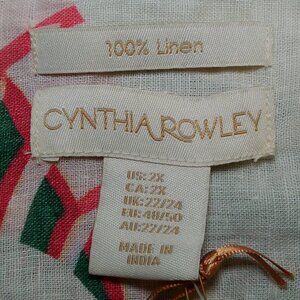 100% Linen
CYNTHIA ROWLEY
US: 2X
CA: 2X
UK: 22/24
EU: 48/50
AU: 22/24
MADE IN
INDIA